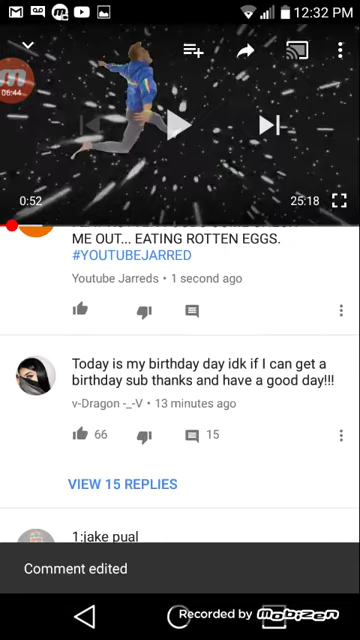 12:32 PM
06:44
0:52
25:18
ME OUT... EATING ROTTEN EGGS.
#YOUTUBEJARRED
Youtube Jarreds • 1 second ago
Today is my birthday day idk if I can get a
birthday sub thanks and have a good day!!!
v-Dragon -_-V • 13 minutes ago
66
15
VIEW 15 REPLIES
1:jake pual
Comment edited
Recorded by mobizen